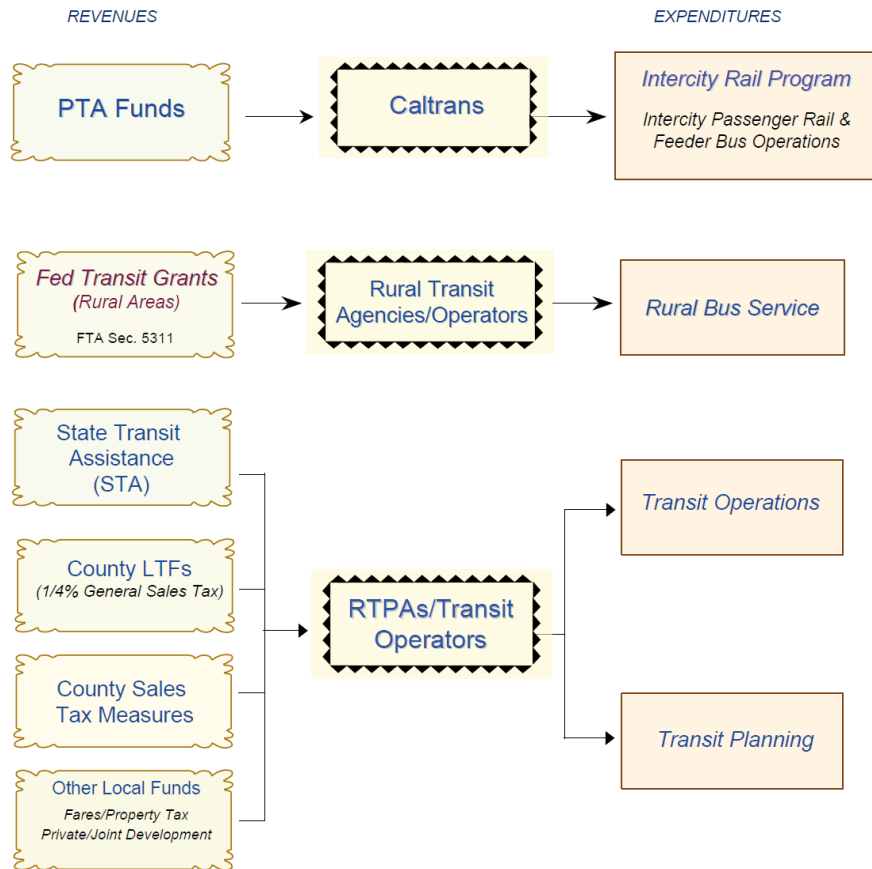 REVENUES
EXPENDITURES
PTA Funds
Caltrans
Intercity Rail Program
Intercity Passenger Rail &
Feeder Bus Operations
Fed Transit Grants
(Rural Areas)
FTA Sec. 5311
Rural Transit
Agencies/Operators
Rural Bus Service
State Transit
Assistance
(STA)
County LTFs
(1/4% General Sales Tax)
County Sales
Tax Measures
Other Local Funds
Fares/Property Tax
Private/Joint Development
RTPAs/Transit
Operators
Transit Operations
Transit Planning